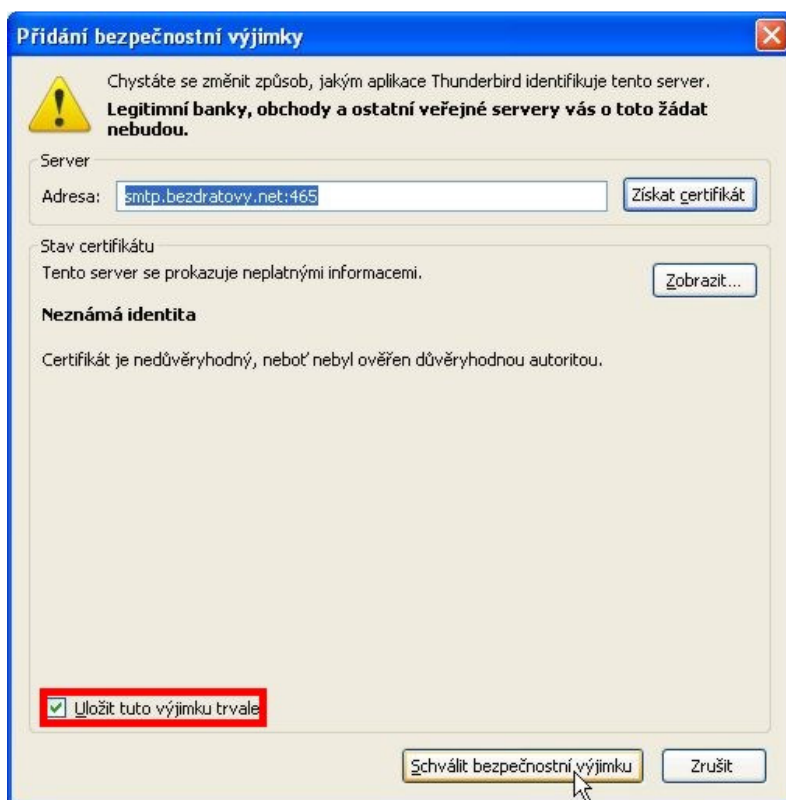 Přidání bezpečnostní výjimky
Chystáte se změnit způsob, jakým aplikace Thunderbird identifikuje tento server.
Legitimní banky, obchody a ostatní veřejné servery vás o toto žádat
nebudou.
Server
Adresa: smtp.bezdratovy.net:465 Získat certifikát
Stav certifikátu
Tento server se prokazuje neplatnými informacemi.
Zobrazit...
Neznámá identita
Certifikát je nedůvěryhodný, neboť nebyl ověřen důvěryhodnou autoritou.
Uložit tuto výjimku trvale
Schválit bezpečnostní výjimku Zrušit